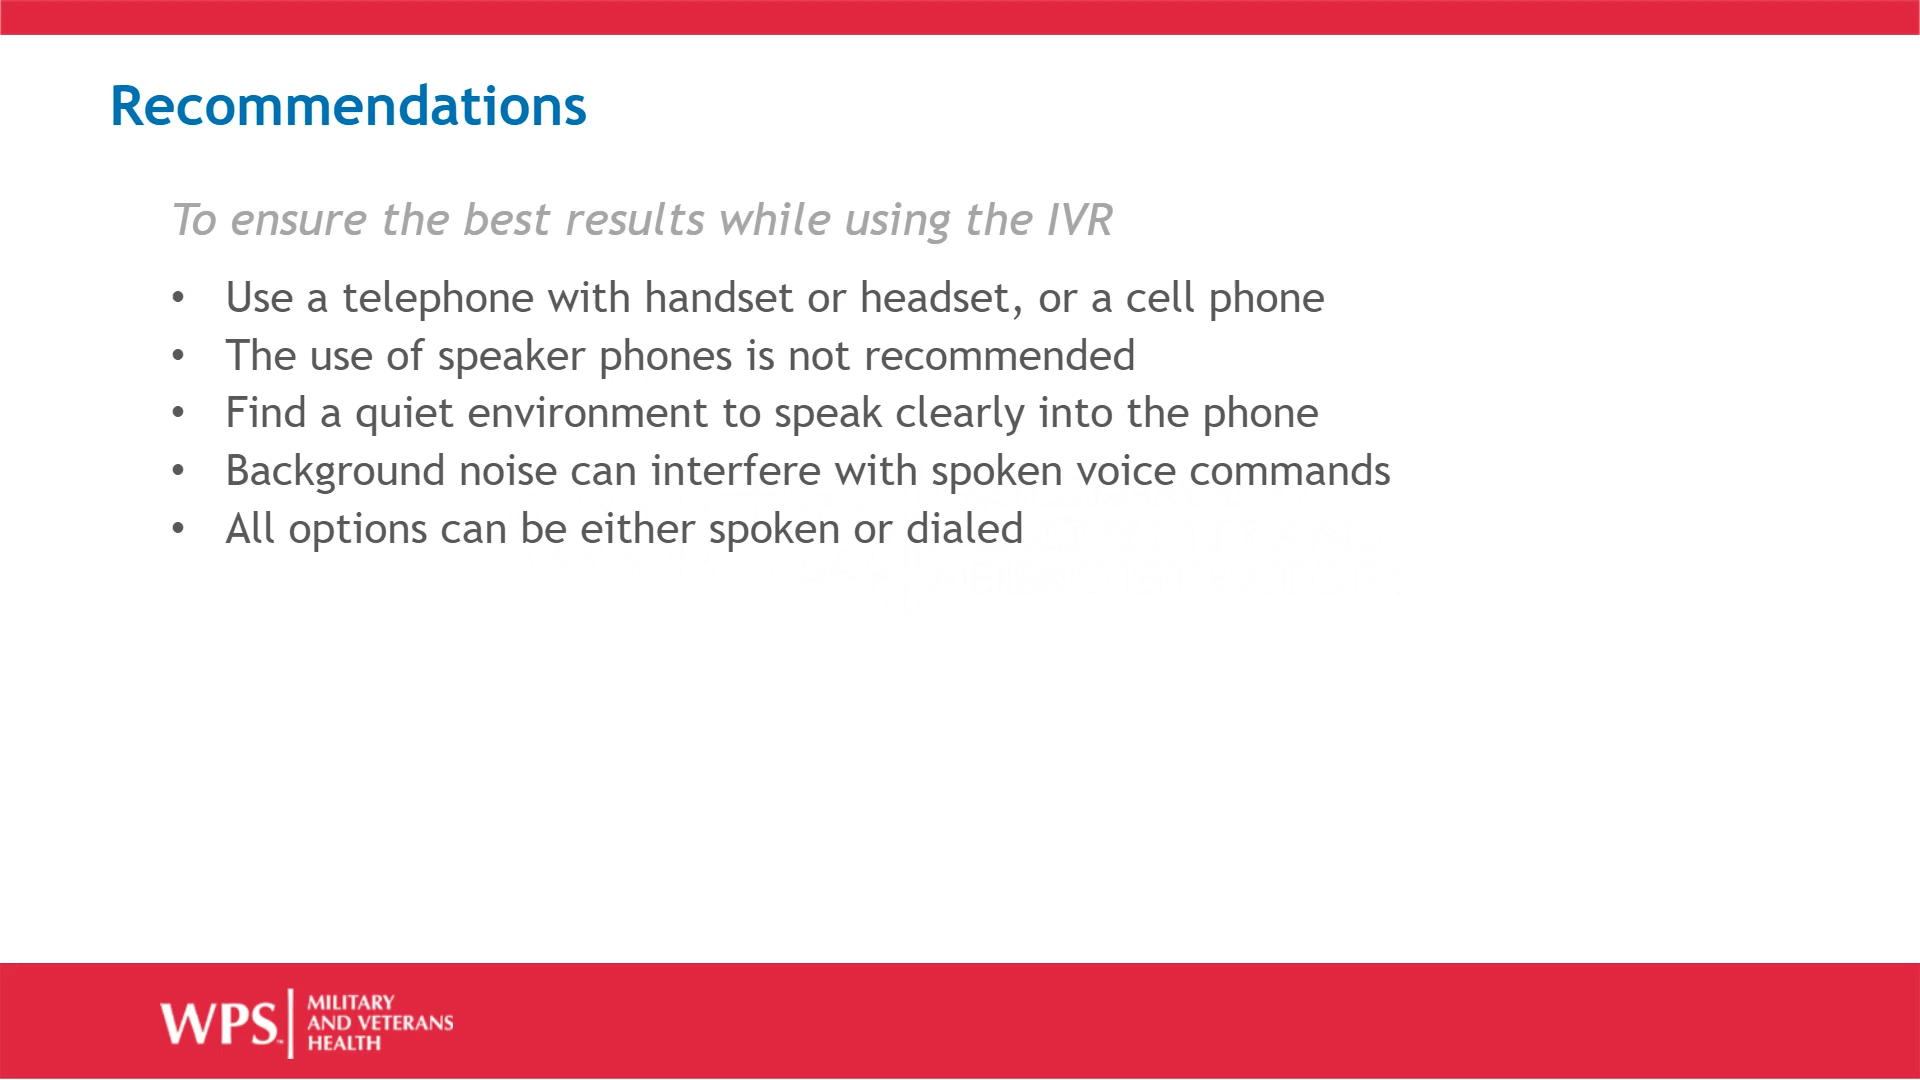 Recommendations
To ensure the best results while using the IVR
• Use a telephone with handset or headset, or a cell phone
• The use of speaker phones is not recommended
• Find a quiet environment to speak clearly into the phone
• Background noise can interfere with spoken voice commands
• All options can be either spoken or dialed
WPS™
MILITARY
AND VETERANS
HEALTH